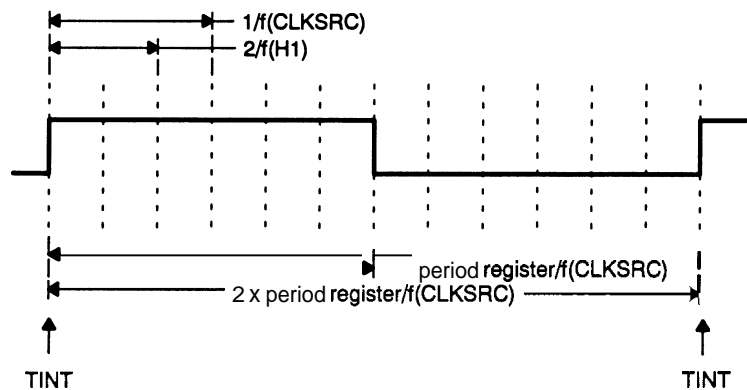 1/f(CLKSRC)
2/f(H1)
period register/f(CLKSRC)
2 x period register/f(CLKSRC)
TINT TINT